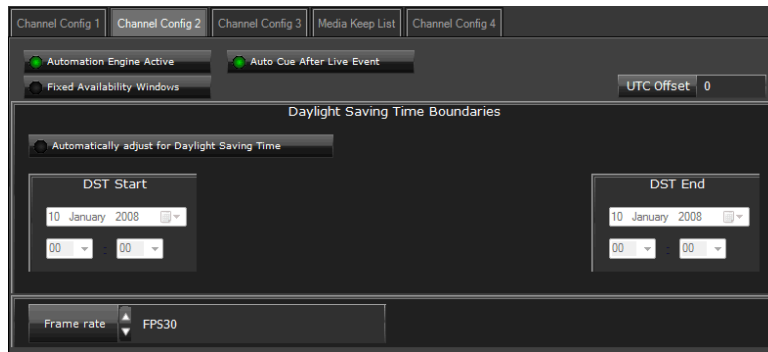 Channel Config 1 Channel Config 2 Channel Config 3 Media Keep List Channel Config 4
Automation Engine Active Auto Cue After Live Event
Fixed Availability Windows UTC Offset 0
Daylight Saving Time Boundaries
Automatically adjust for Daylight Saving Time
DST Start DST End
10 January 2008 10 January 2008
00 : 00 00 : 00
Frame rate FPS30